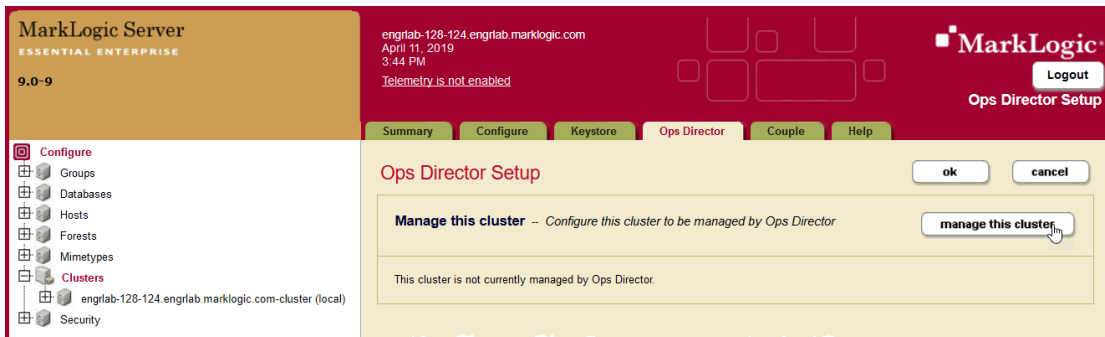 MarkLogic Server
ESSENTIAL ENTERPRISE
9.0-9
engrlab-128-124.engrlab.marklogic.com
April 11, 2019
3:44 PM
Telemetry is not enabled
MarkLogic
Logout
Ops Director Setup
Summary Configure Keystore Ops Director Couple Help
Configure
Groups
Databases
Hosts
Forests
Mimetypes
Clusters
engrlab-128-124.engrlab.marklogic.com-cluster (local)
Security
Ops Director Setup
ok cancel
Manage this cluster -- Configure this cluster to be managed by Ops Director
manage this cluster
This cluster is not currently managed by Ops Director.